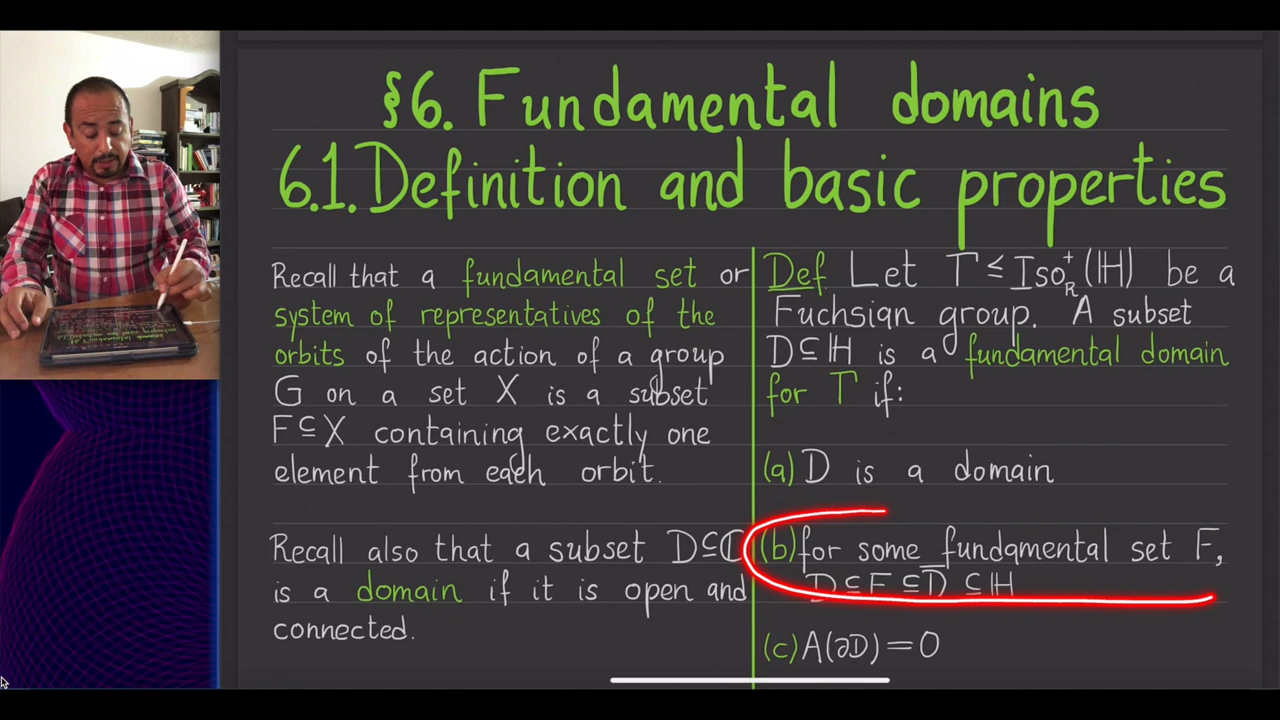 §6. Fundamental domains
6.1. Definition and basic properties
Recall that a fundamental set or
system of representatives of the
orbits of the action of a group
G on a set X is a subset
F ⊆ X containing exactly one
element from each orbit.
Recall also that a subset D ⊆ ℂ
is a domain if it is open and
connected.
Def Let Γ ≤ Iso⁺_R(ℍ) be a
Fuchsian group. A subset
D ⊆ ℍ is a fundamental domain
for Γ if:
(a) D is a domain
(b) for some fundamental set F,
D ⊆ F ⊆ D̅ ⊆ ℍ
(c) A(∂D) = 0